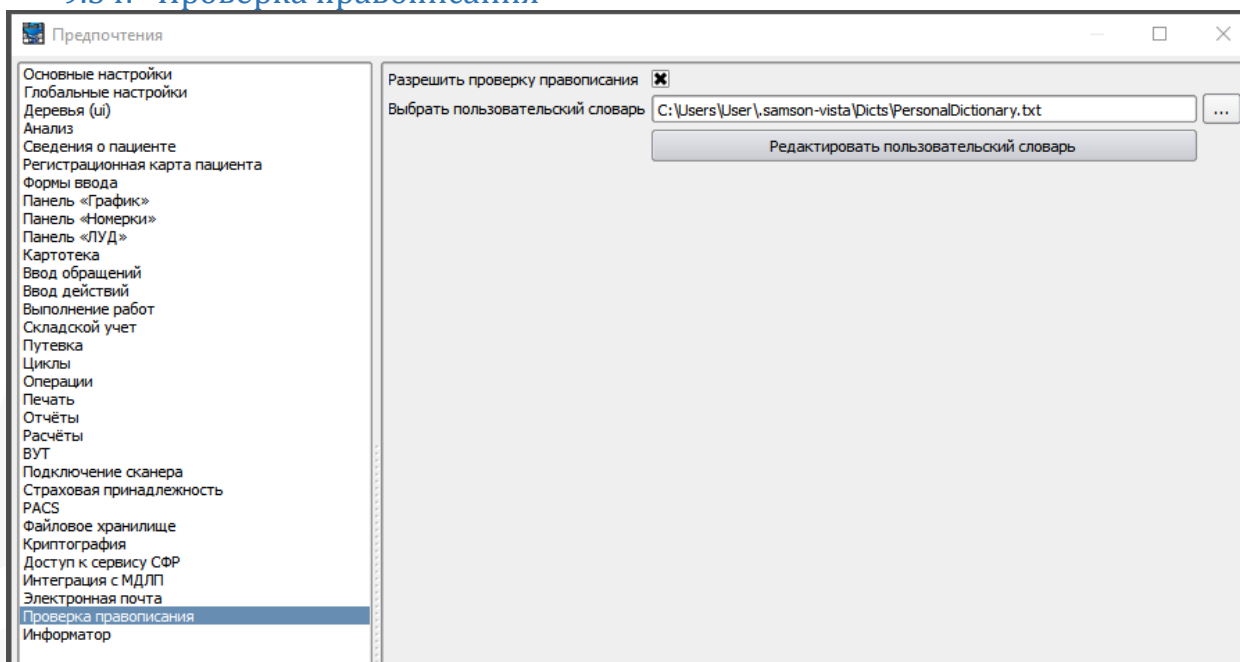 Проверка правописания
Предпочтения
Основные настройки
Глобальные настройки
Деревья (ui)
Анализ
Сведения о пациенте
Регистрационная карта пациента
Формы ввода
Панель «График»
Панель «Номерки»
Панель «ЛУД»
Картотека
Ввод обращений
Ввод действий
Выполнение работ
Складской учет
Путевка
Циклы
Операции
Печать
Отчёты
Расчёты
ВУТ
Подключение сканера
Страховая принадлежность
PACS
Файловое хранилище
Криптография
Доступ к сервису СФР
Интеграция с МДЛП
Электронная почта
Проверка правописания
Информатор
Разрешить проверку правописания
Выбрать пользовательский словарь C:\Users\User\.samson-vista\Dicts\PersonalDictionary.txt ...
Редактировать пользовательский словарь